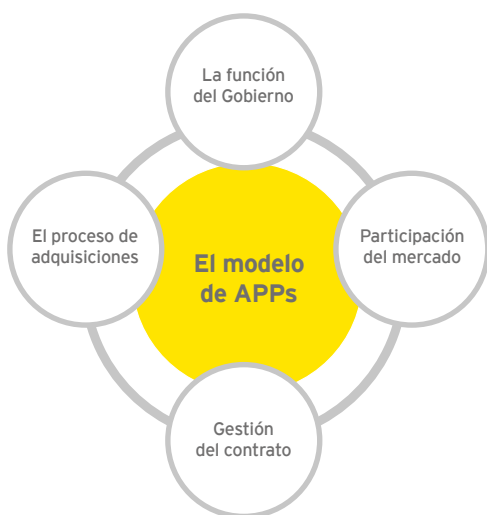 La función
del Gobierno
El proceso de
adquisiciones
Participación
del mercado
El modelo
de APPs
Gestión
del contrato